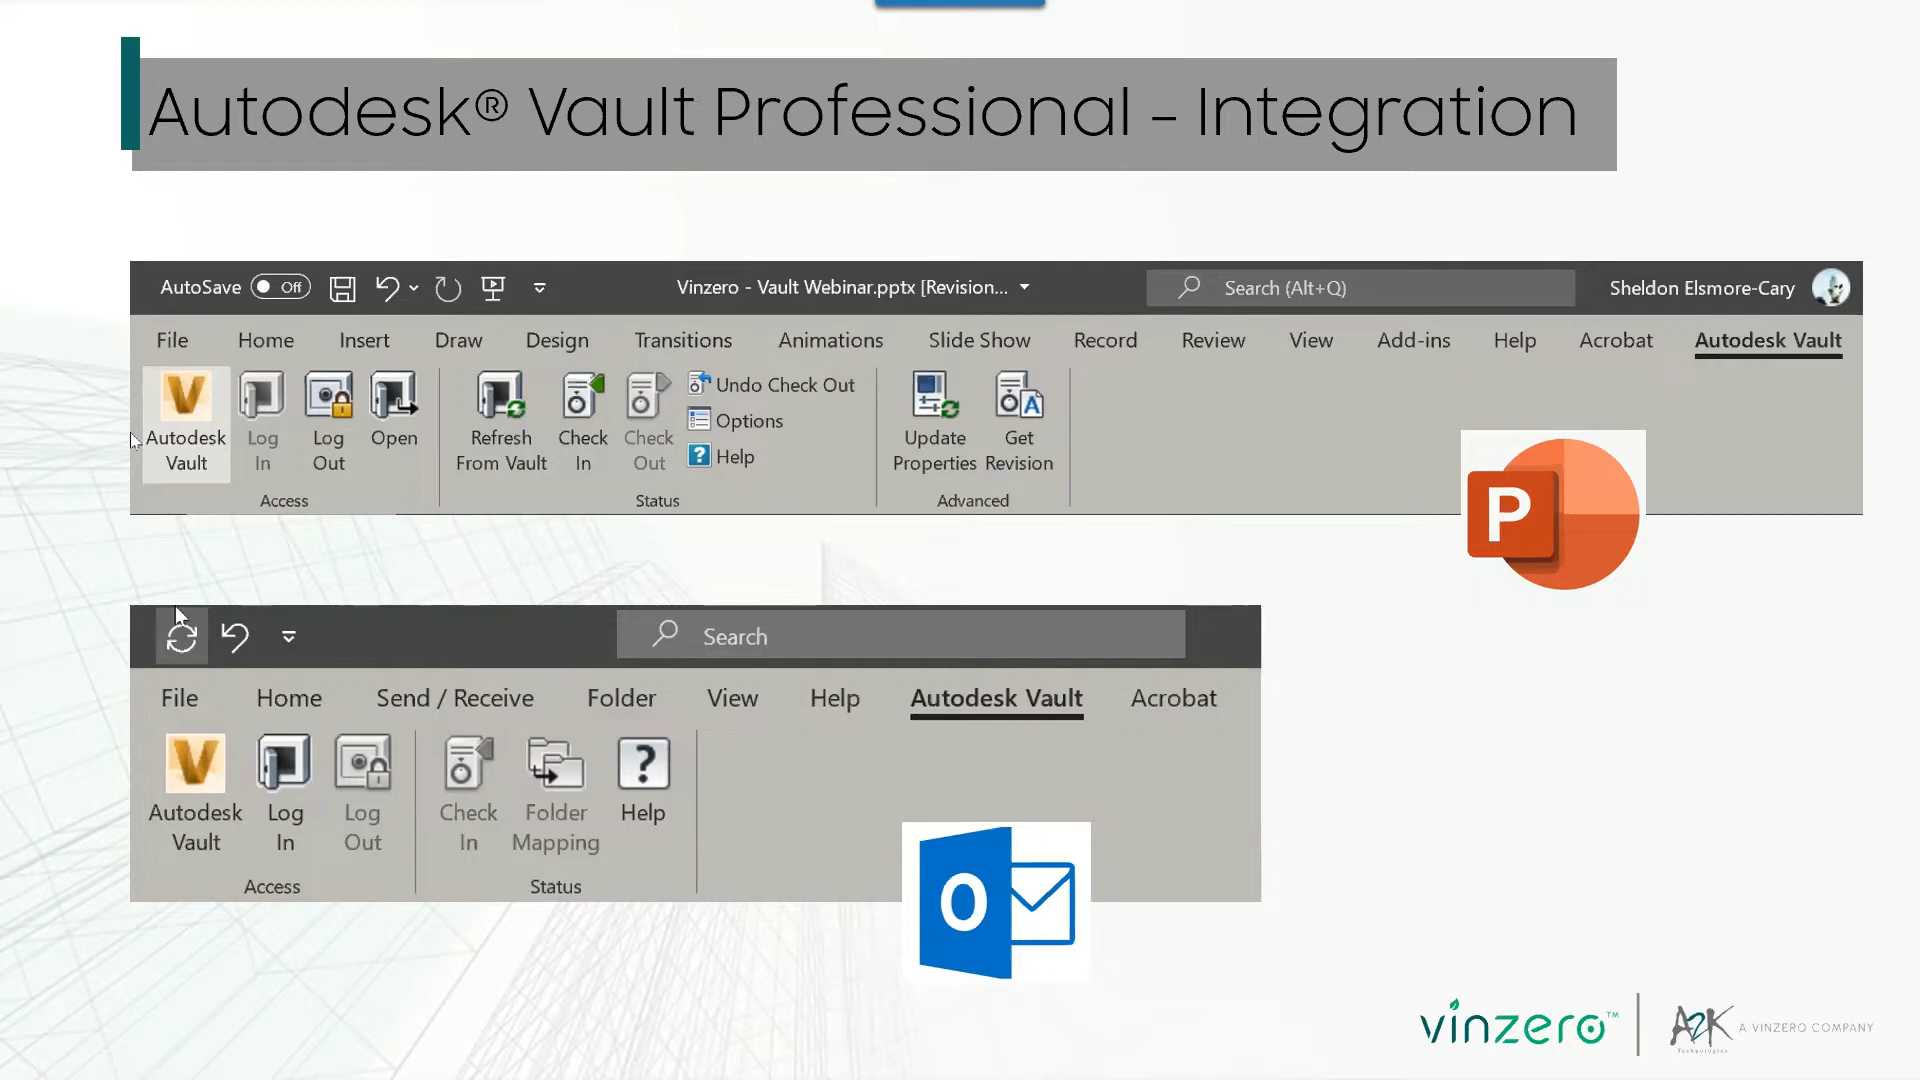 Autodesk® Vault Professional – Integration
AutoSave Off Vinzero - Vault Webinar.pptx [Revision... Search (Alt+Q) Sheldon Elsmore-Cary
File Home Insert Draw Design Transitions Animations Slide Show Record Review View Add-ins Help Acrobat Autodesk Vault
Autodesk Vault
Log In
Log Out
Open
Access
Refresh From Vault
Check In
Check Out
Undo Check Out
Options
? Help
Status
Update Properties
Get Revision
Advanced
P
Search
File Home Send / Receive Folder View Help Autodesk Vault Acrobat
Autodesk Vault
Log In
Log Out
Access
Check In
Folder Mapping
? Help
Status
O
vinzero™
A2K Technologies A VINZERO COMPANY